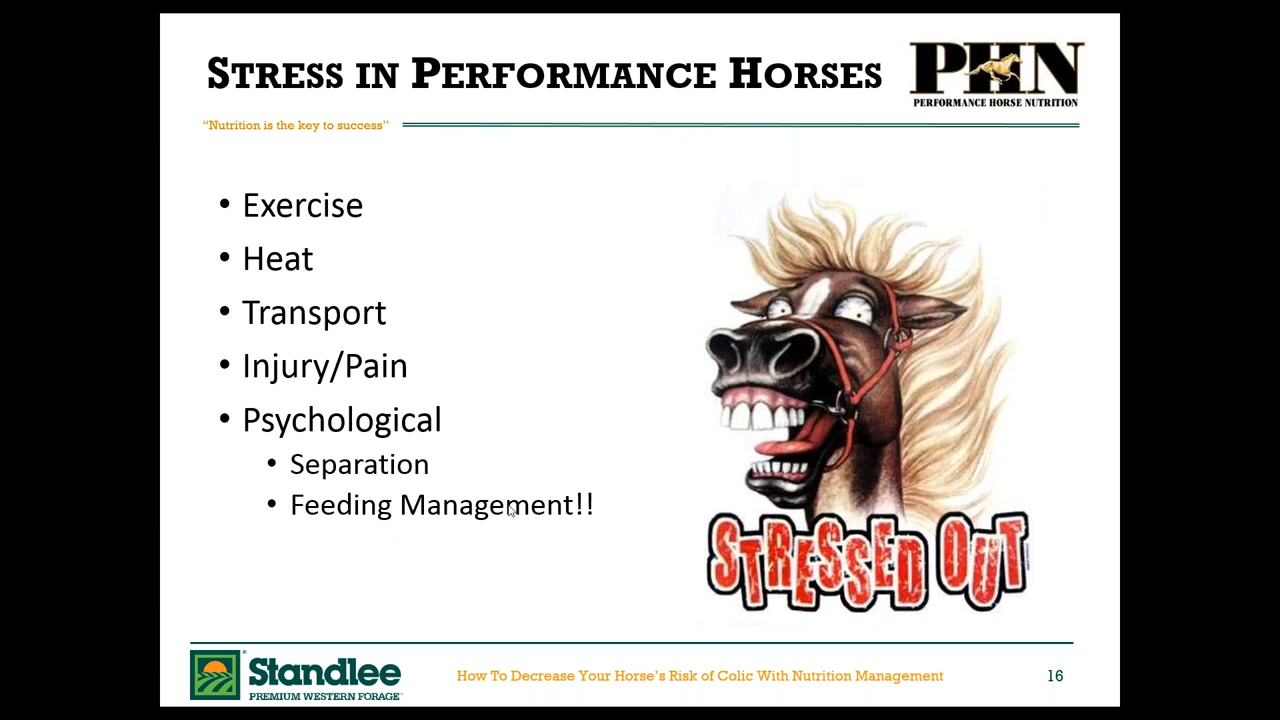 STRESS IN PERFORMANCE HORSES
PHN
PERFORMANCE HORSE NUTRITION
“Nutrition is the key to success”
• Exercise
• Heat
• Transport
• Injury/Pain
• Psychological
• Separation
• Feeding Management!!
STRESSED OUT
Standlee
PREMIUM WESTERN FORAGE
How To Decrease Your Horse’s Risk of Colic With Nutrition Management
16